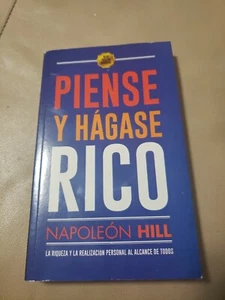 PIENSE
Y HÁGASE
RICO
NAPOLEÓN HILL
LA RIQUEZA Y LA REALIZACIÓN PERSONAL AL ALCANCE DE TODOS